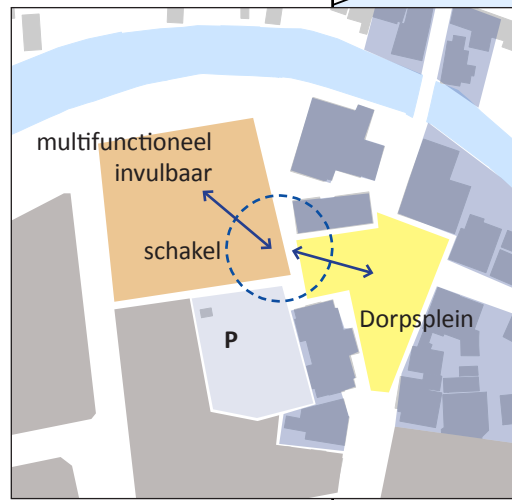 multifunctioneel
invulbaar
schakel
Dorpsplein
P